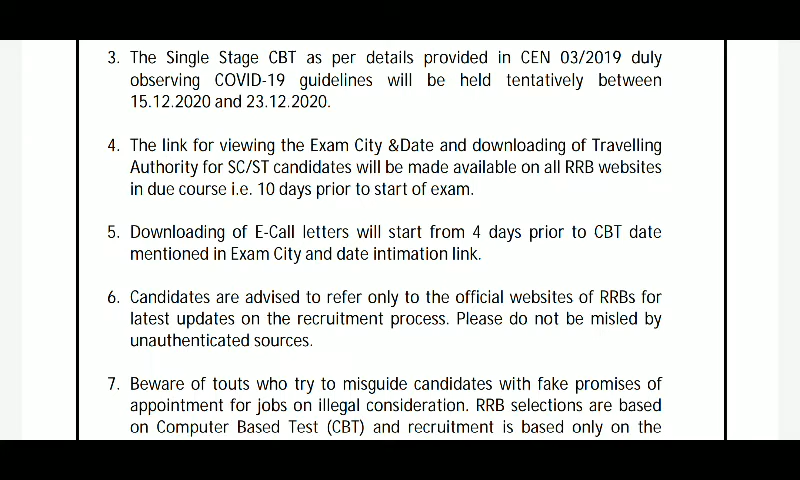 3. The Single Stage CBT as per details provided in CEN 03/2019 duly
observing COVID-19 guidelines will be held tentatively between
15.12.2020 and 23.12.2020.
4. The link for viewing the Exam City &Date and downloading of Travelling
Authority for SC/ST candidates will be made available on all RRB websites
in due course i.e. 10 days prior to start of exam.
5. Downloading of E-Call letters will start from 4 days prior to CBT date
mentioned in Exam City and date intimation link.
6. Candidates are advised to refer only to the official websites of RRBs for
latest updates on the recruitment process. Please do not be misled by
unauthenticated sources.
7. Beware of touts who try to misguide candidates with fake promises of
appointment for jobs on illegal consideration. RRB selections are based
on Computer Based Test (CBT) and recruitment is based only on the